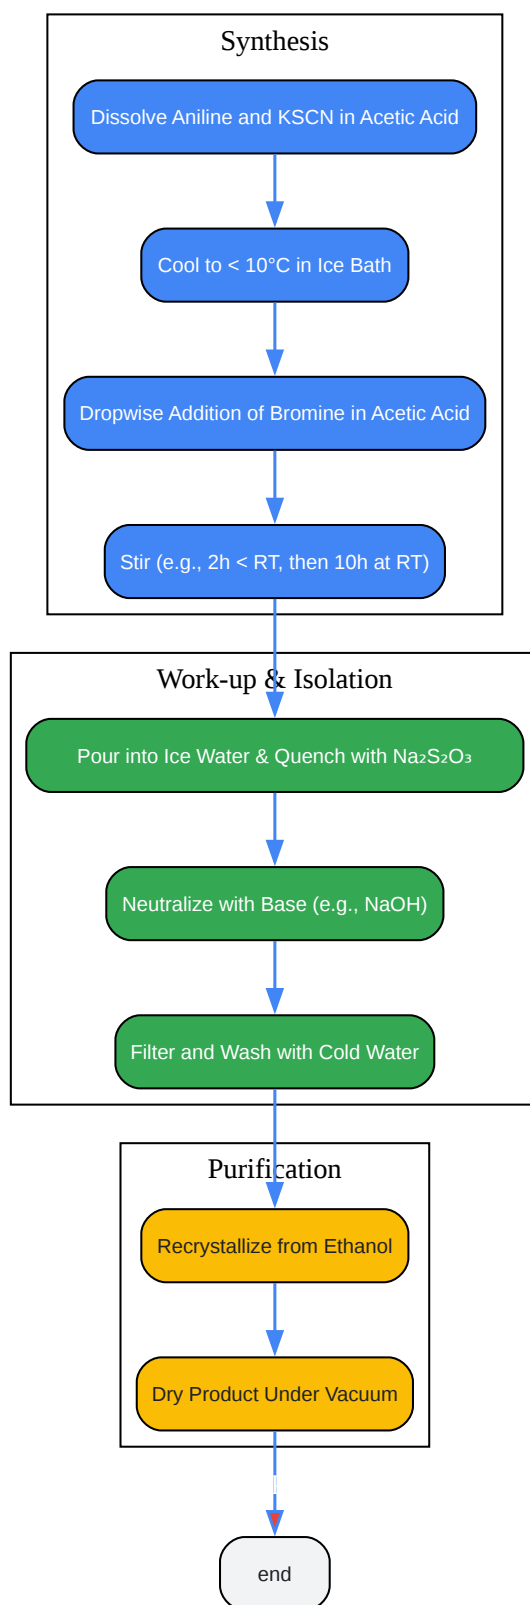 Synthesis
Dissolve Aniline and KSCN in Acetic Acid
Cool to < 10°C in Ice Bath
Dropwise Addition of Bromine in Acetic Acid
Stir (e.g., 2h < RT, then 10h at RT)
Work-up & Isolation
Pour into Ice Water & Quench with Na₂S₂O₃
Neutralize with Base (e.g., NaOH)
Filter and Wash with Cold Water
Purification
Recrystallize from Ethanol
Dry Product Under Vacuum
end